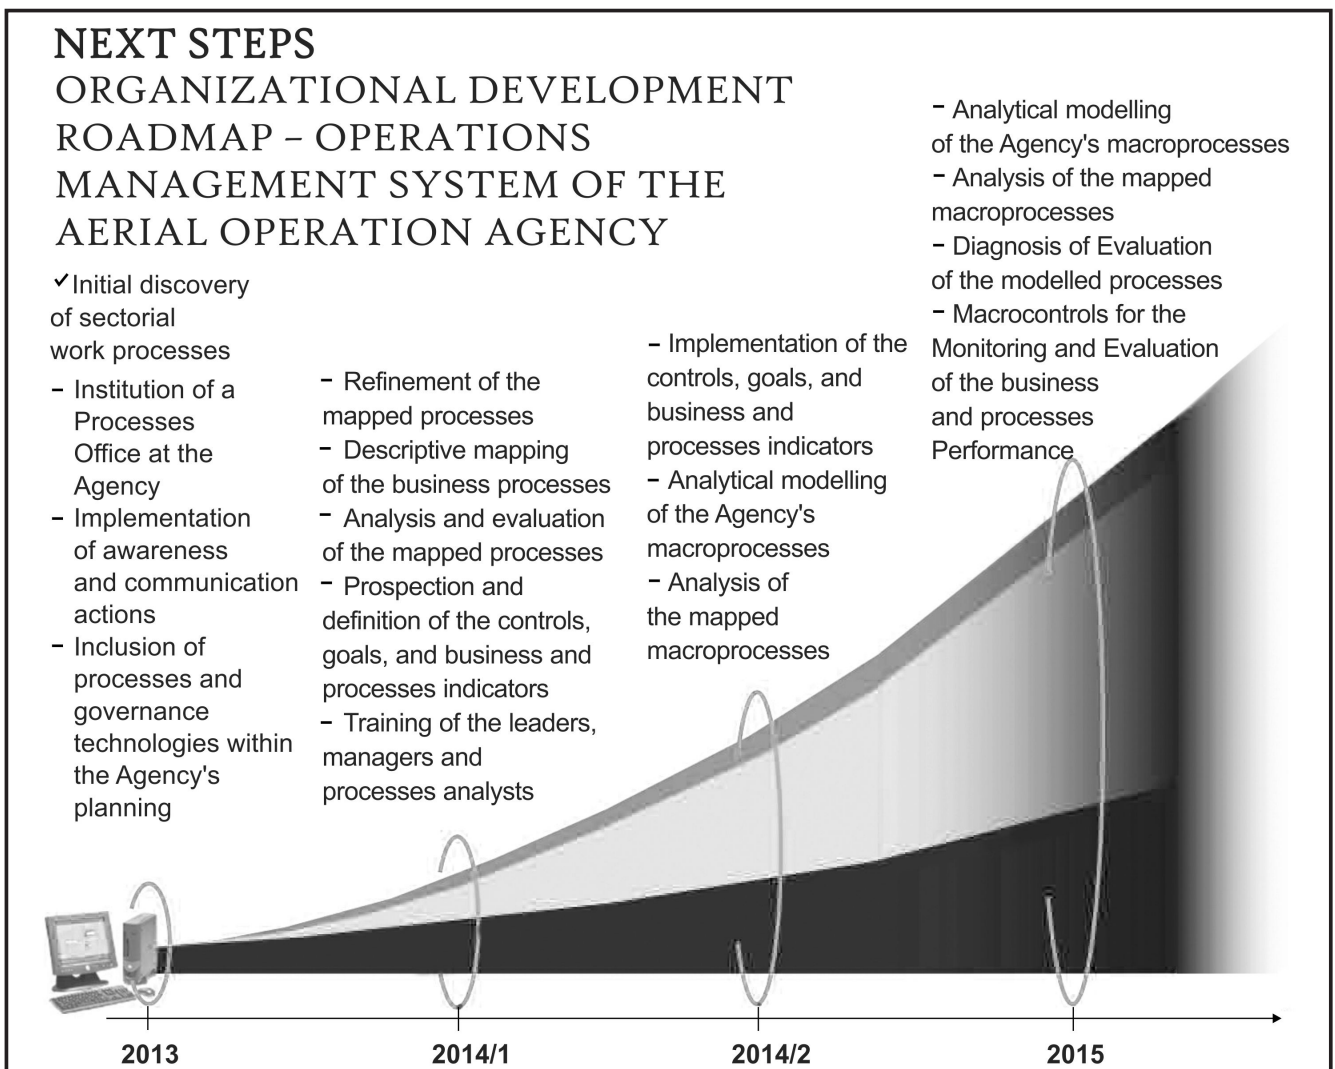 NEXT STEPS
ORGANIZATIONAL DEVELOPMENT
ROADMAP – OPERATIONS
MANAGEMENT SYSTEM OF THE
AERIAL OPERATION AGENCY
✓Initial discovery
of sectorial
work processes
– Institution of a
Processes
Office at the
Agency
– Implementation
of awareness
and communication
actions
– Inclusion of
processes and
governance
technologies within
the Agency's
planning
– Refinement of the
mapped processes
– Descriptive mapping
of the business processes
– Analysis and evaluation
of the mapped processes
– Prospection and
definition of the controls,
goals, and business and
processes indicators
– Training of the leaders,
managers and
processes analysts
– Implementation of the
controls, goals, and
business and
processes indicators
– Analytical modelling
of the Agency's
macroprocesses
– Analysis of
the mapped
macroprocesses
– Analytical modelling
of the Agency's macroprocesses
– Analysis of the mapped
macroprocesses
– Diagnosis of Evaluation
of the modelled processes
– Macrocontrols for the
Monitoring and Evaluation
of the business
and processes
Performance
2013
2014/1
2014/2
2015